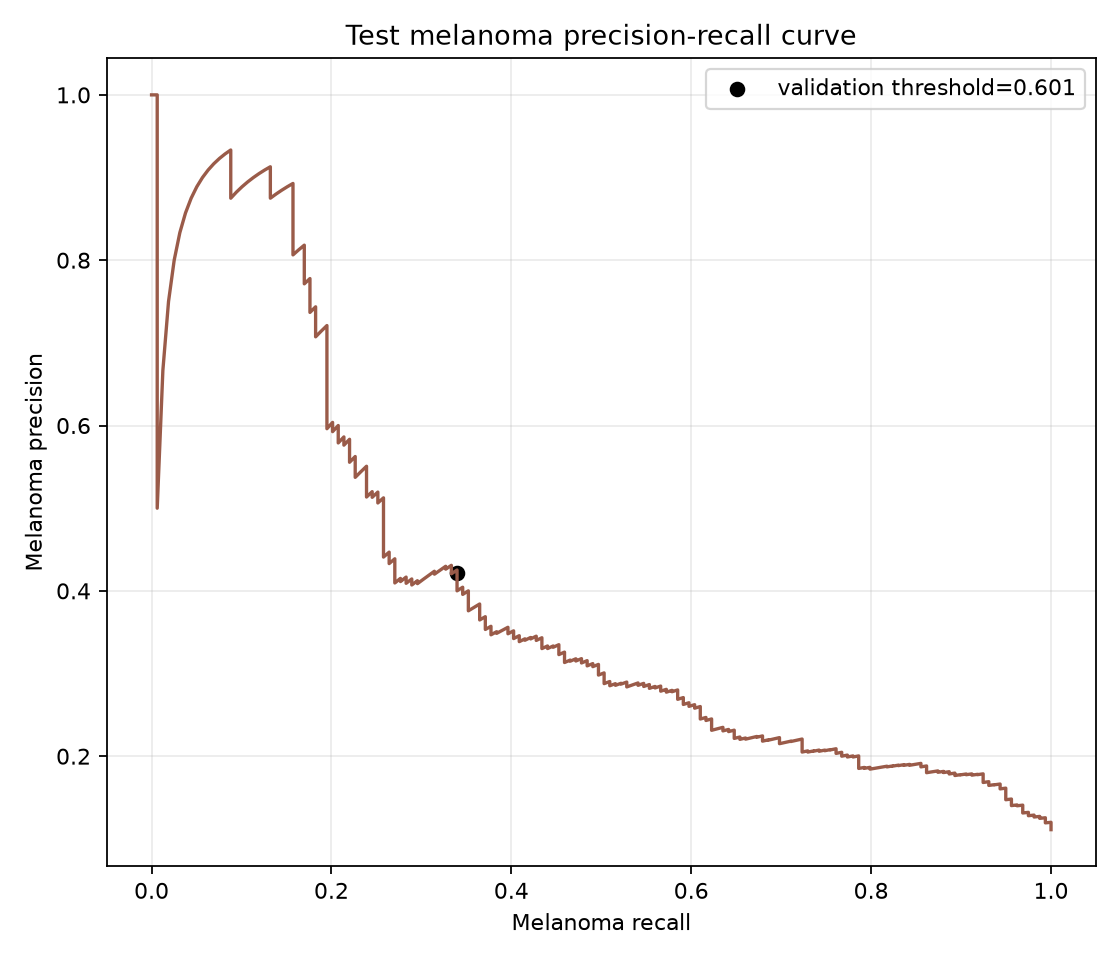 Test melanoma precision-recall curve
validation threshold=0.601
Melanoma precision
1.0
0.8
0.6
0.4
0.2
0.0 0.2 0.4 0.6 0.8 1.0
Melanoma recall